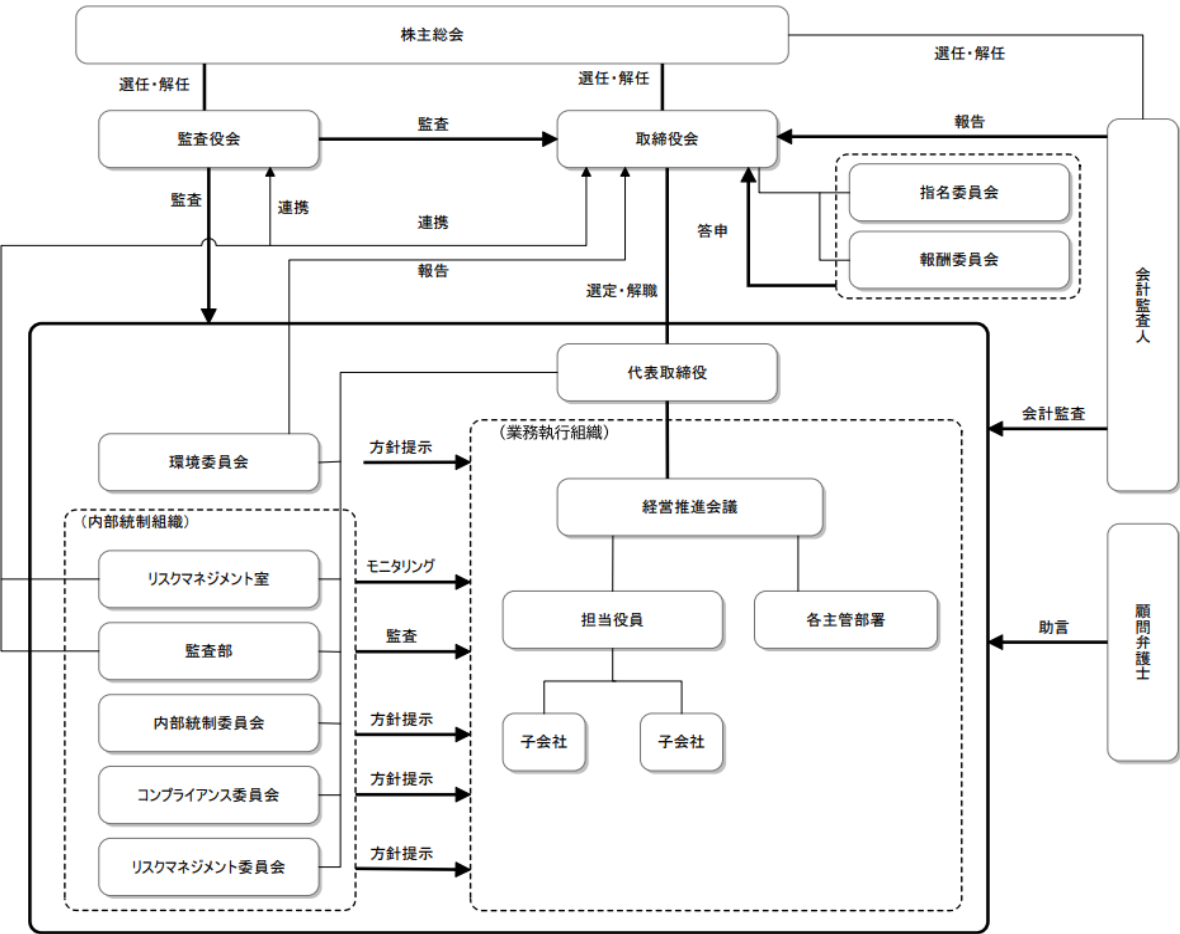 株主総会
選任・解任
選任・解任
選任・解任
監査役会
監査
取締役会
報告
監査
連携
連携
報告
答申
指名委員会
報酬委員会
選定・解職
会計監査人
代表取締役
会計監査
（業務執行組織）
環境委員会
方針提示
経営推進会議
（内部統制組織）
リスクマネジメント室
モニタリング
担当役員
各主管部署
顧問弁護士
助言
監査部
監査
内部統制委員会
方針提示
子会社
子会社
コンプライアンス委員会
方針提示
リスクマネジメント委員会
方針提示